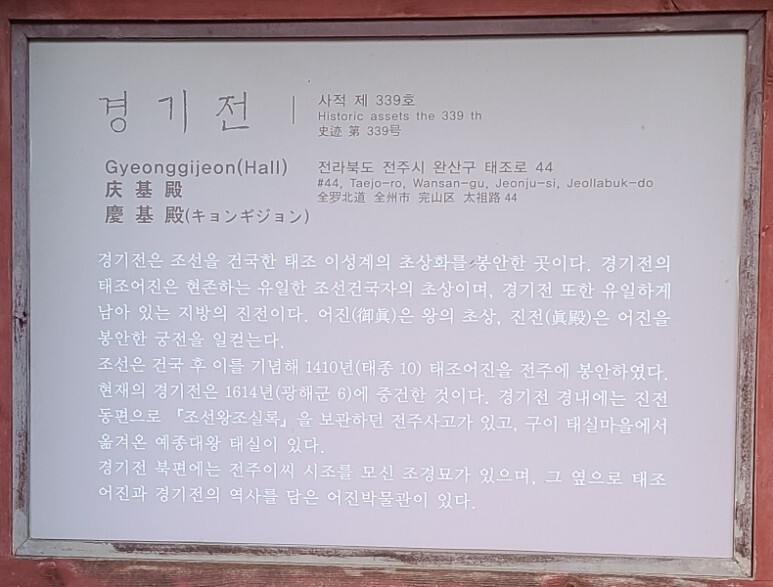 경기전
사적 제 339호
Historic assets the 339 th
史迹 第 339号
Gyeonggijeon(Hall)
庆基殿
慶基殿(キョンギジョン)
전라북도 전주시 완산구 태조로 44
#44, Taejo-ro, Wansan-gu, Jeonju-si, Jeollabuk-do
全罗北道 全州市 完山区 太祖路 44
경기전은 조선을 건국한 태조 이성계의 초상화를 봉안한 곳이다. 경기전의
태조어진은 현존하는 유일한 조선건국자의 초상이며, 경기전 또한 유일하게
남아 있는 지방의 진전이다. 어진(御眞)은 왕의 초상, 진전(眞殿)은 어진을
봉안한 궁전을 일컫는다.
조선은 건국 후 이를 기념해 1410년(태종 10) 태조어진을 전주에 봉안하였다.
현재의 경기전은 1614년(광해군 6)에 중건한 것이다. 경기전 경내에는 진전
동편으로 『조선왕조실록』을 보관하던 전주사고가 있고, 구이 태실마을에서
옮겨온 예종대왕 태실이 있다.
경기전 북편에는 전주이씨 시조를 모신 조경묘가 있으며, 그 옆으로 태조
어진과 경기전의 역사를 담은 어진박물관이 있다.